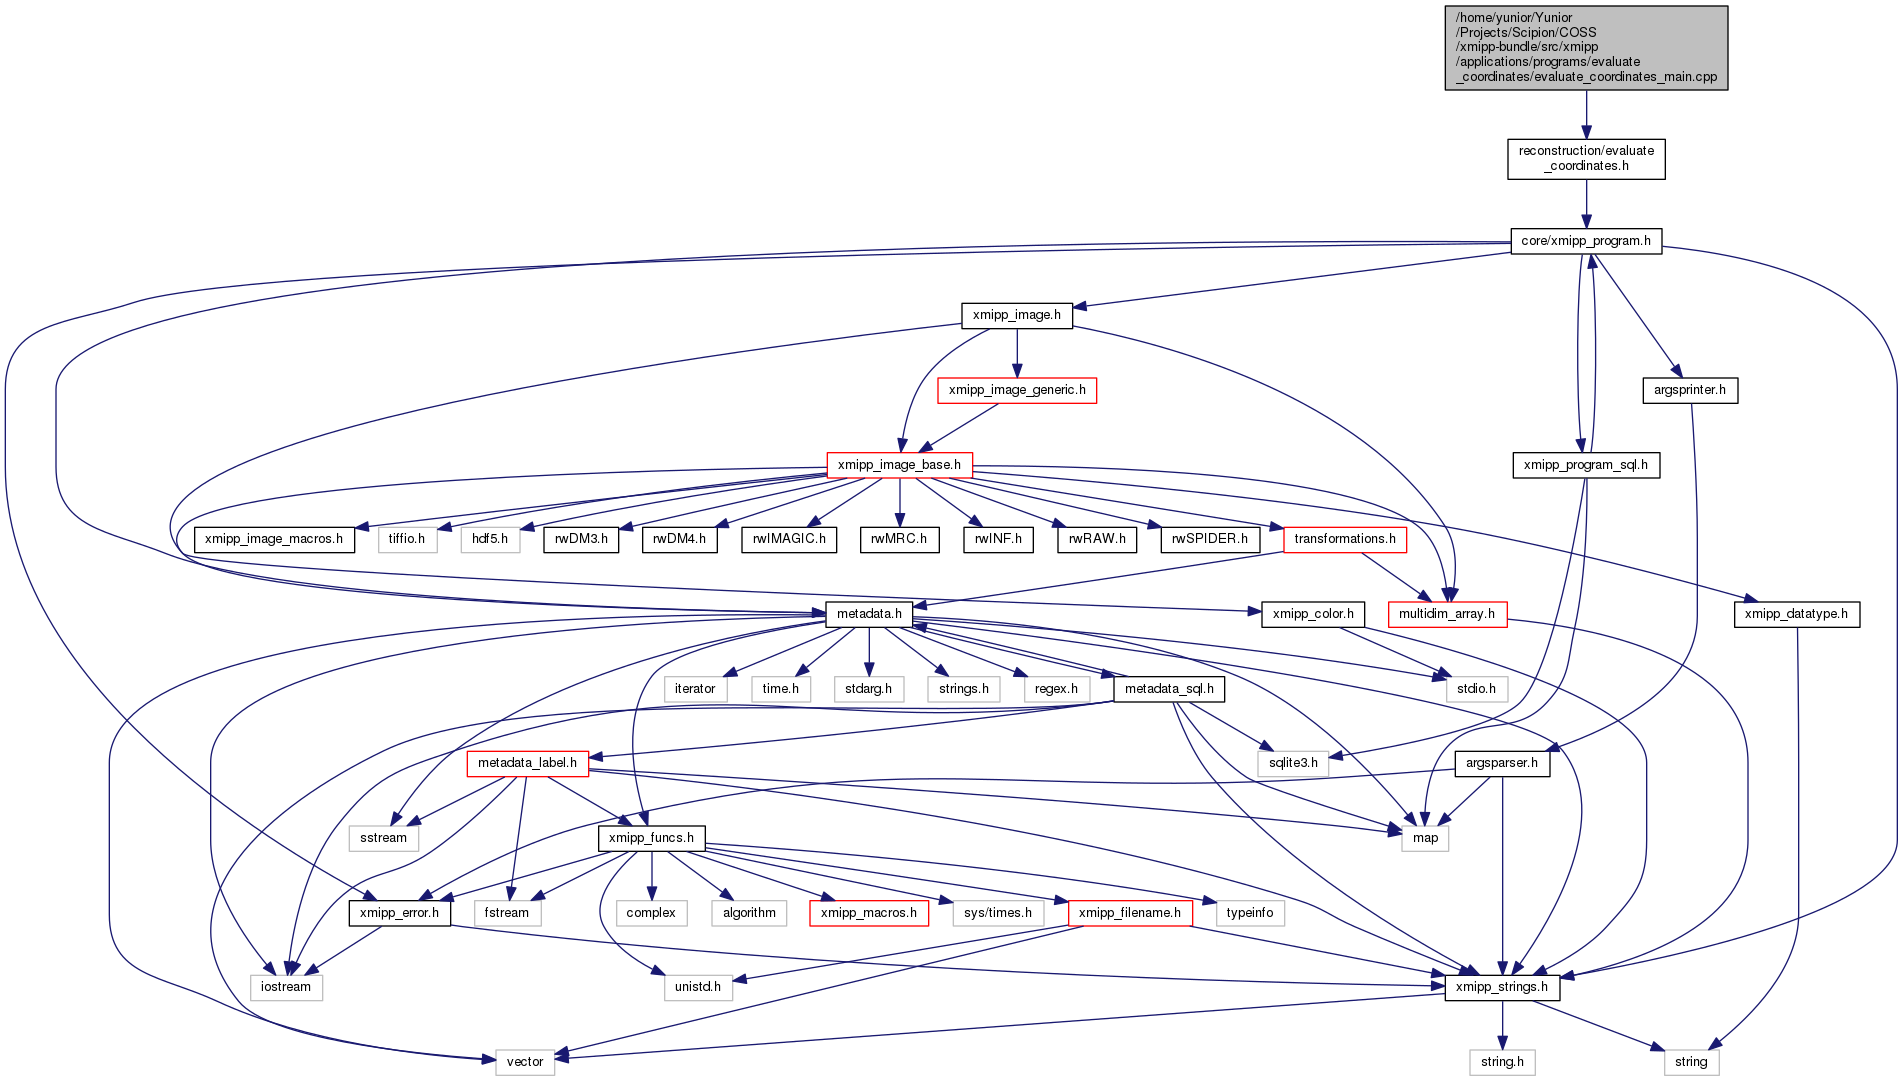 /home/yunior/Yunior
/Projects/Scipion/COSS
/xmipp-bundle/src/xmipp
/applications/programs/evaluate
_coordinates/evaluate_coordinates_main.cpp
reconstruction/evaluate
_coordinates.h
core/xmipp_program.h
xmipp_image.h
xmipp_image_generic.h
argsprinter.h
xmipp_image_base.h
xmipp_program_sql.h
xmipp_image_macros.h
tiffio.h
hdf5.h
rwDM3.h
rwDM4.h
rwIMAGIC.h
rwMRC.h
rwINF.h
rwRAW.h
rwSPIDER.h
transformations.h
metadata.h
xmipp_color.h
multidim_array.h
xmipp_datatype.h
iterator
time.h
stdarg.h
strings.h
regex.h
metadata_sql.h
stdio.h
metadata_label.h
sqlite3.h
argsparser.h
sstream
xmipp_funcs.h
map
xmipp_error.h
fstream
complex
algorithm
xmipp_macros.h
sys/times.h
xmipp_filename.h
typeinfo
iostream
unistd.h
xmipp_strings.h
vector
string.h
string